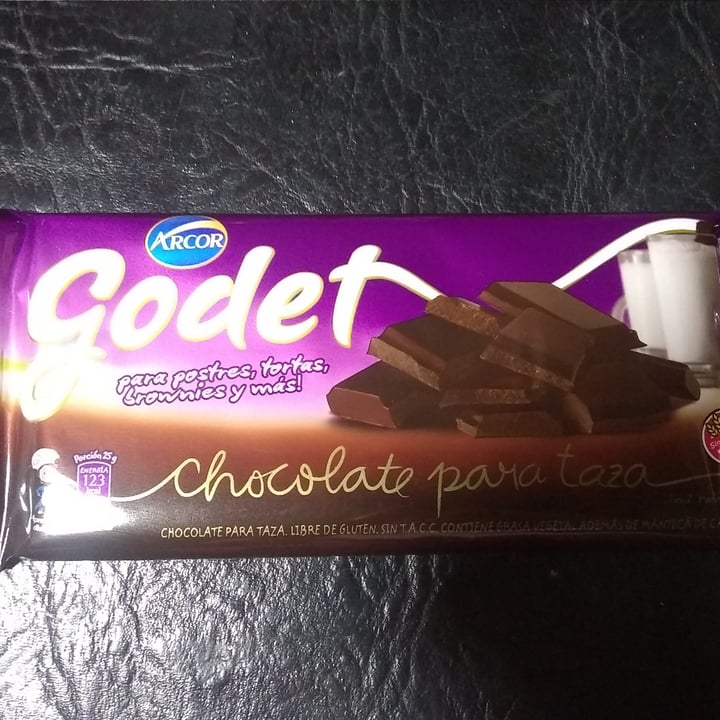 ARCOR
Godet
para postres, tortas,
brownies y más!
chocolate para taza
Porción 25 g
ENERGÍA
123
kcal
CHOCOLATE PARA TAZA. LIBRE DE GLUTEN. SIN T.A.C.C. CONTIENE GRASA VEGETAL ADEMÁS DE MANTECA DE